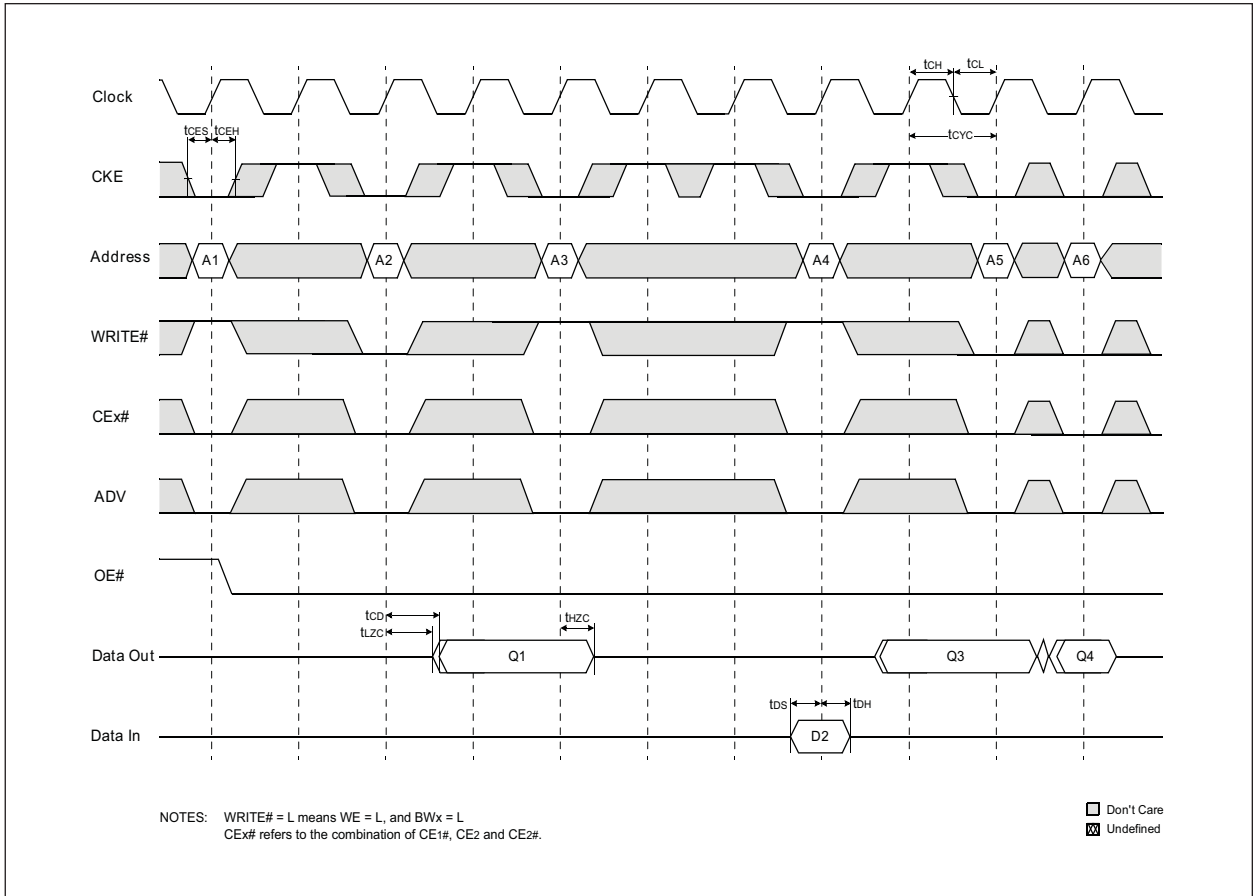 tCH tCL
Clock
tCES tCEH
tCYC
CKE
Address A1 A2 A3 A4 A5 A6
WRITE#
CEx#
ADV
OE#
tCD
tHZC
tLZC
Data Out Q1 Q3 Q4
tDS tDH
Data In D2
NOTES: WRITE# = L means WE = L, and BWx = L
CEx# refers to the combination of CE1#, CE2 and CE2#.
Don't Care
Undefined